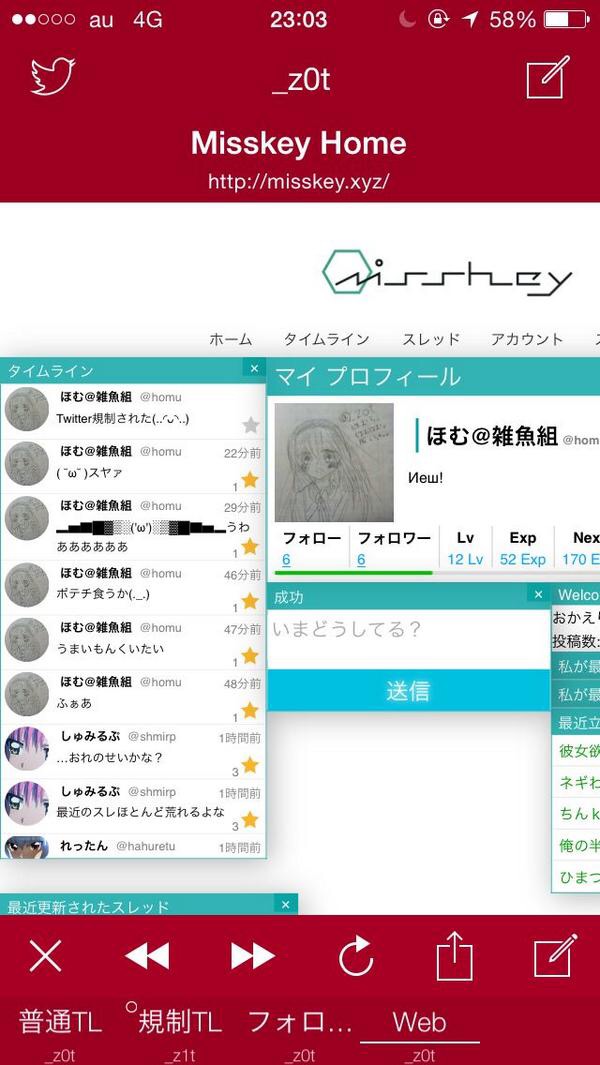 au 4G 23:03 58%
_z0t
Misskey Home
http://misskey.xyz/
Misskey
ホーム タイムライン スレッド アカウント
タイムライン ×
ほむ@雑魚組 @homu
Twitter規制された(..◜ᴗ◝..)
ほむ@雑魚組 @homu 22分前
( ˘ω˘ )スヤァ
1
ほむ@雑魚組 @homu 29分前
▂▅▇█▓▒░('ω')░▒▓█▇▅▂うわ
ああああああ
1
ほむ@雑魚組 @homu 46分前
ポテチ食うか(._.)
1
ほむ@雑魚組 @homu 47分前
うまいもんくいたい
1
ほむ@雑魚組 @homu 48分前
ふぁあ
1
しゅみるぷ @shmirp 1時間前
…おれのせいかな？
3
しゅみるぷ @shmirp 1時間前
最近のスレほとんど荒れるよな
3
れったん @hahuretu 1時間前
マイ プロフィール
ほむ@雑魚組 @hom
Иеш!
フォロー フォロワー Lv Exp Nex
6 6 12 Lv 52 Exp 170 E
成功 ×
いまどうしてる？
送信
Welco
おかえり
投稿数:
私が最
私が最
最近立
彼女欲
ネギわ
ちんk
俺の半
ひまつ
最近更新されたスレッド ×
普通TL 規制TL フォロ… Web
_z0t _z1t _z0t _z0t